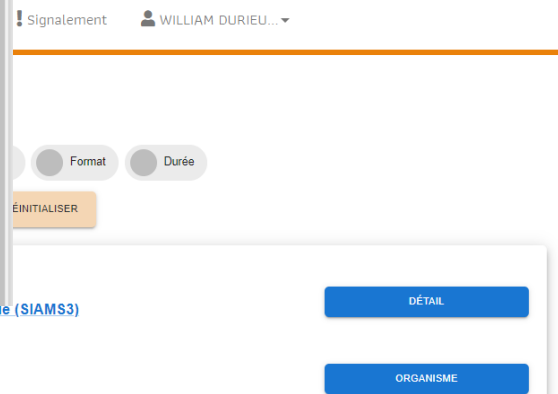 ! Signalement WILLIAM DURIEU...
Format Durée
ÉINITIALISER
(SIAMS3)
DÉTAIL
ORGANISME